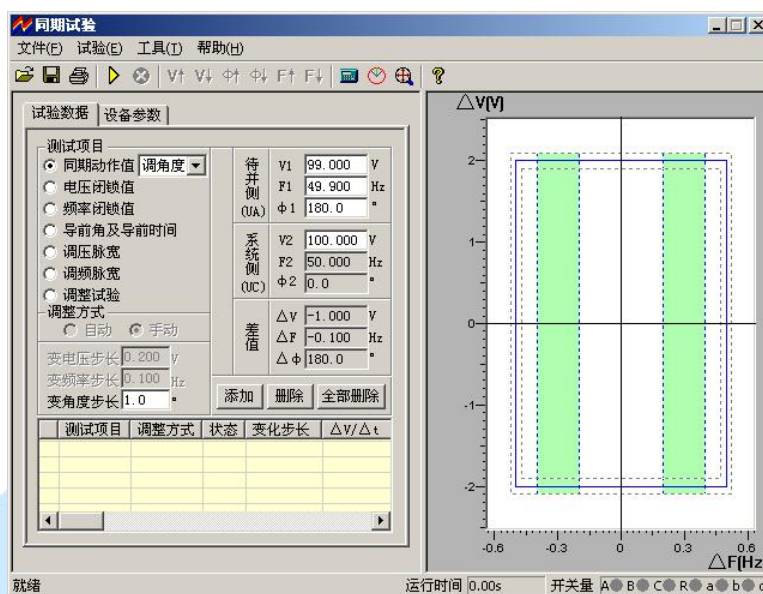 同期试验
文件(F) 试验(E) 工具(T) 帮助(H)
V↑ V↓ Φ↑ Φ↓ F↑ F↓ ?
试验数据 设备参数
测试项目
同期动作值 调角度
电压闭锁值
频率闭锁值
导前角及导前时间
调压脉宽
调频脉宽
调整试验
调整方式
自动 手动
变电压步长 0.200 V
变频率步长 0.100 Hz
变角度步长 1.0 °
待并侧(UA)
V1 99.000 V
F1 49.900 Hz
Φ1 180.0 °
系统侧(UC)
V2 100.000 V
F2 50.000 Hz
Φ2 0.0 °
差值
△V -1.000 V
△F -0.100 Hz
△Φ 180.0 °
添加 删除 全部删除
测试项目 调整方式 状态 变化步长 △V/△t
△V(V)
2
1
0
-1
-2
-0.6 -0.3 0 0.3 0.6
△F(Hz
就绪 运行时间 0.00s 开关量 A B C R a b c